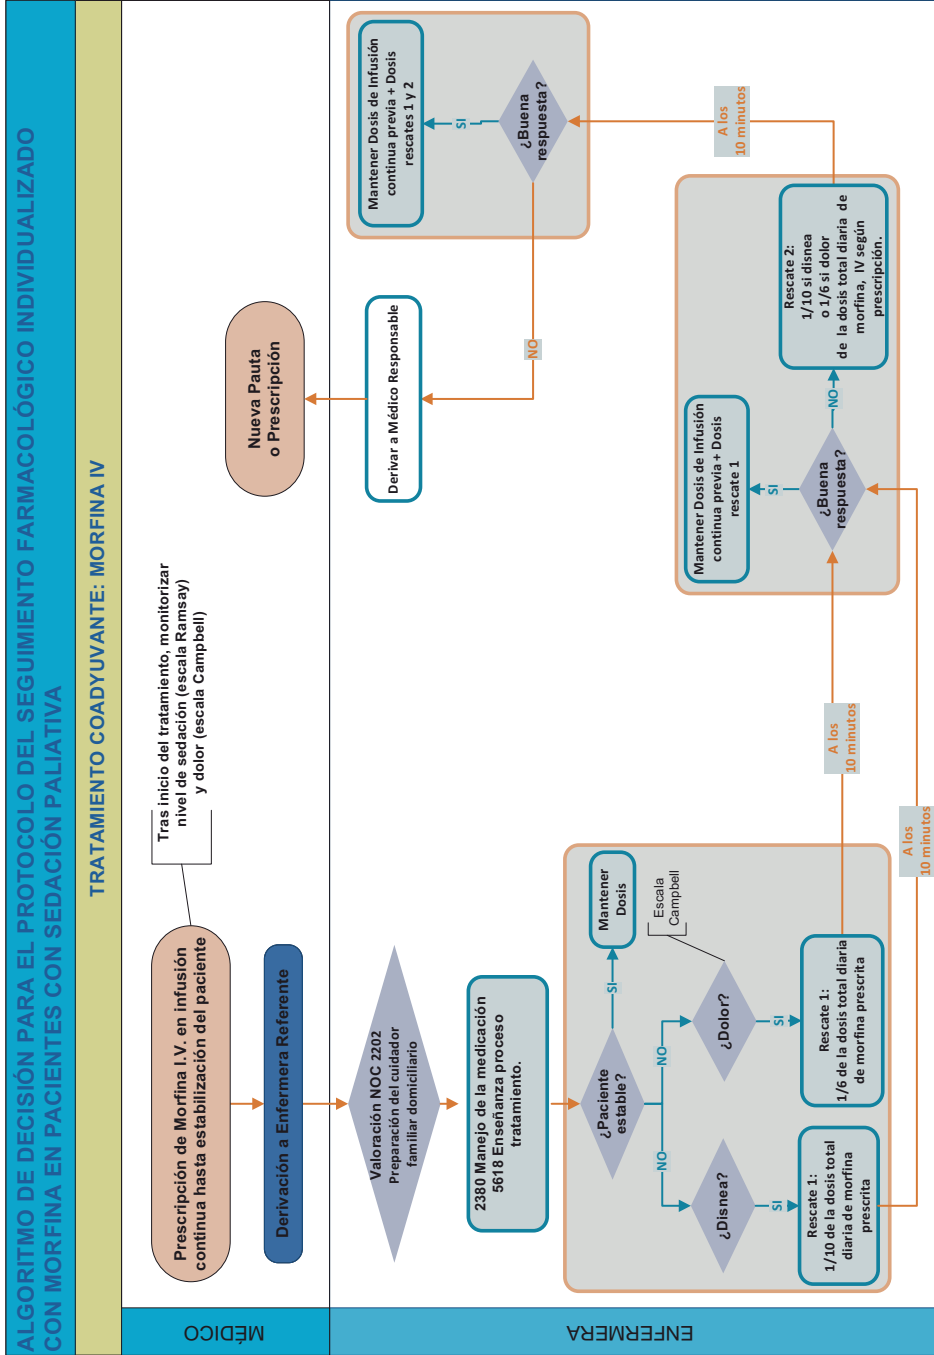 ALGORITMO DE DECISIÓN PARA EL PROTOCOLO DEL SEGUIMIENTO FARMACOLÓGICO INDIVIDUALIZADO
CON MORFINA EN PACIENTES CON SEDACIÓN PALIATIVA
TRATAMIENTO COADYUVANTE: MORFINA IV
MÉDICO
Prescripción de Morfina I.V. en infusión
continua hasta estabilización del paciente
Tras inicio del tratamiento, monitorizar
nivel de sedación (escala Ramsay)
y dolor (escala Campbell)
Derivación a Enfermera Referente
Nueva Pauta
o Prescripción
ENFERMERA
Valoración NOC 2202
Preparación del cuidador
familiar domiciliario
2380 Manejo de la medicación
5618 Enseñanza proceso
tratamiento.
¿Paciente
estable?
SI
Mantener
Dosis
NO
NO
¿Disnea?
¿Dolor?
Escala
Campbell
SI
SI
Rescate 1:
1/10 de la dosis total
diaria de morfina
prescrita
Rescate 1:
1/6 de la dosis total diaria
de morfina prescrita
A los
10 minutos
A los
10 minutos
¿Buena
respuesta?
SI
Mantener Dosis de Infusión
continua previa + Dosis
rescate 1
NO
Rescate 2:
1/10 si disnea
o 1/6 si dolor
de la dosis total diaria de
morfina, IV según
prescripción.
A los
10 minutos
¿Buena
respuesta?
SI
Mantener Dosis de Infusión
continua previa + Dosis
rescates 1 y 2
NO
Derivar a Médico Responsable